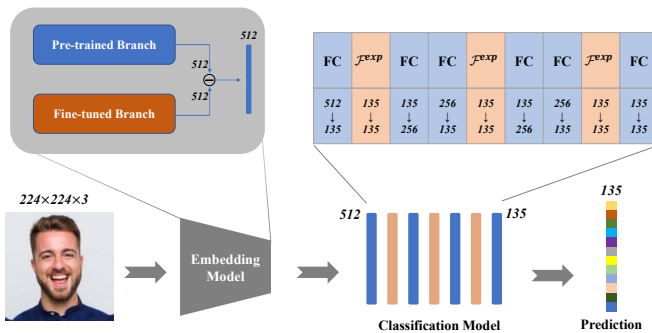 Pre-trained Branch
512
512
512
Fine-tuned Branch
FC
𝓕exp
FC
FC
𝓕exp
FC
FC
𝓕exp
FC
512
↓
135
135
↓
135
135
↓
256
256
↓
135
135
↓
135
135
↓
256
256
↓
135
135
↓
135
135
↓
135
224×224×3
Embedding
Model
512
135
Classification Model
135
Prediction